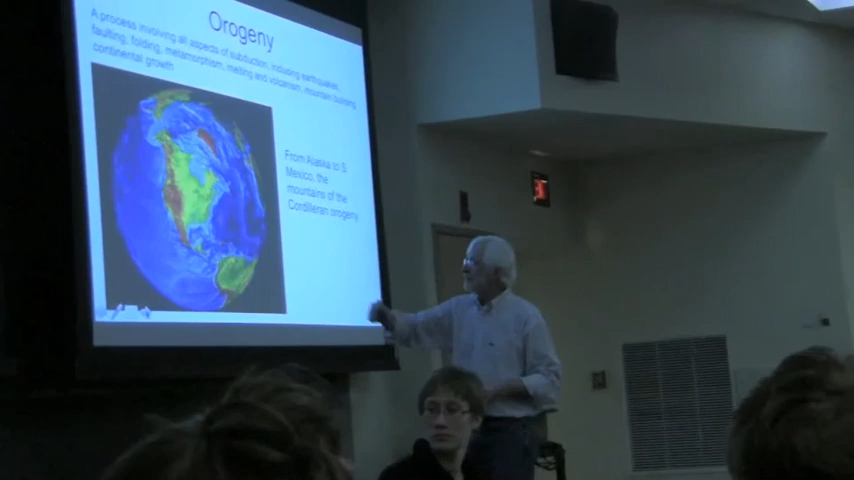 Orogeny
A process involving all aspects of subduction, including earthquakes,
faulting, folding, metamorphism, melting and volcanism, mountain building
continental growth
From Alaska to S
Mexico, the
mountains of the
Cordilleran orogeny